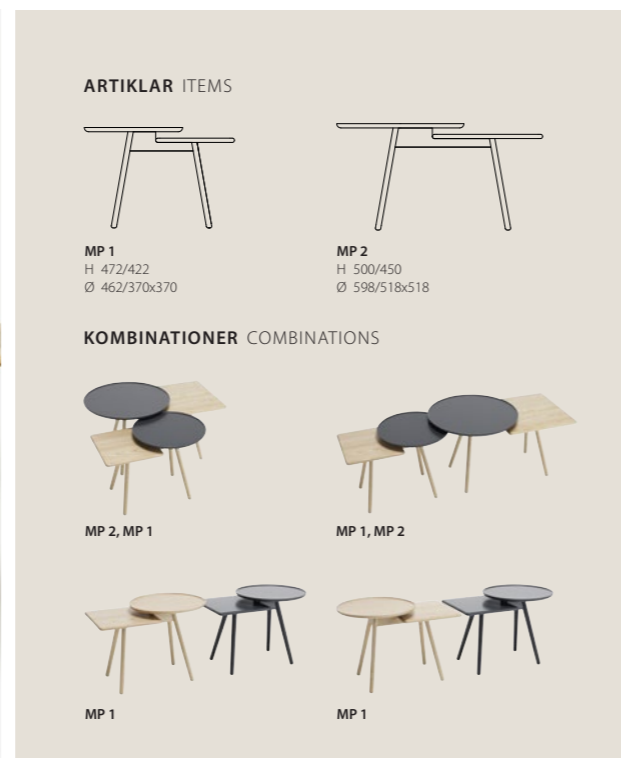 ARTIKLAR ITEMS
MP 1
H 472/422
Ø 462/370x370
MP 2
H 500/450
Ø 598/518x518
KOMBINATIONER COMBINATIONS
MP 2, MP 1
MP 1, MP 2
MP 1
MP 1